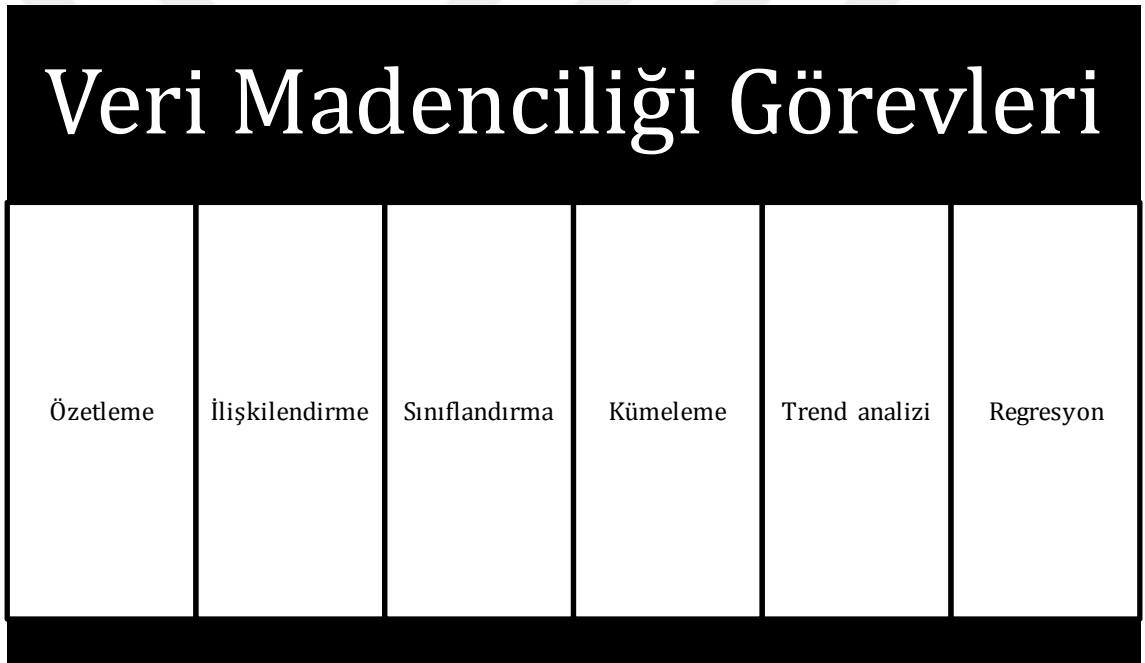 Veri Madenciliği Görevleri
Özetleme
İlişkilendirme
Sınıflandırma
Kümeleme
Trend analizi
Regresyon